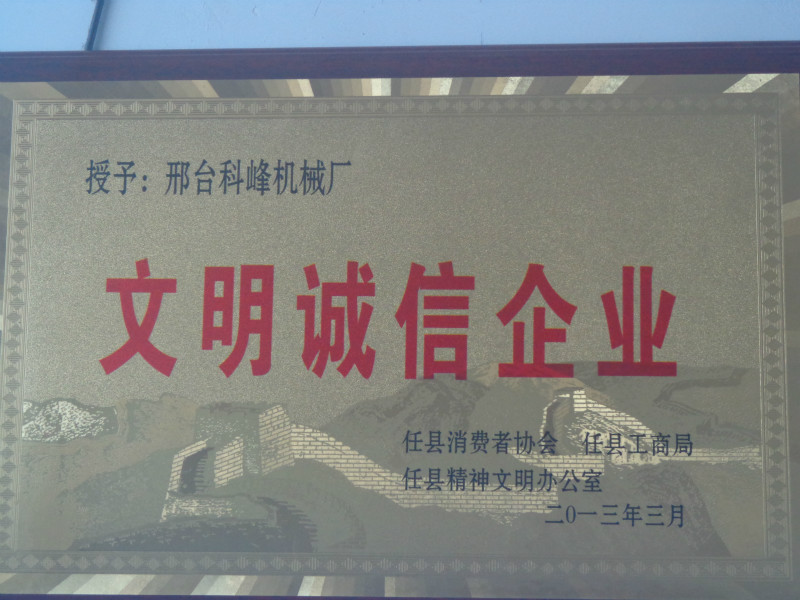 授予：邢台科峰机械厂
文明诚信企业
任县消费者协会 任县工商局
任县精神文明办公室
二0一三年三月